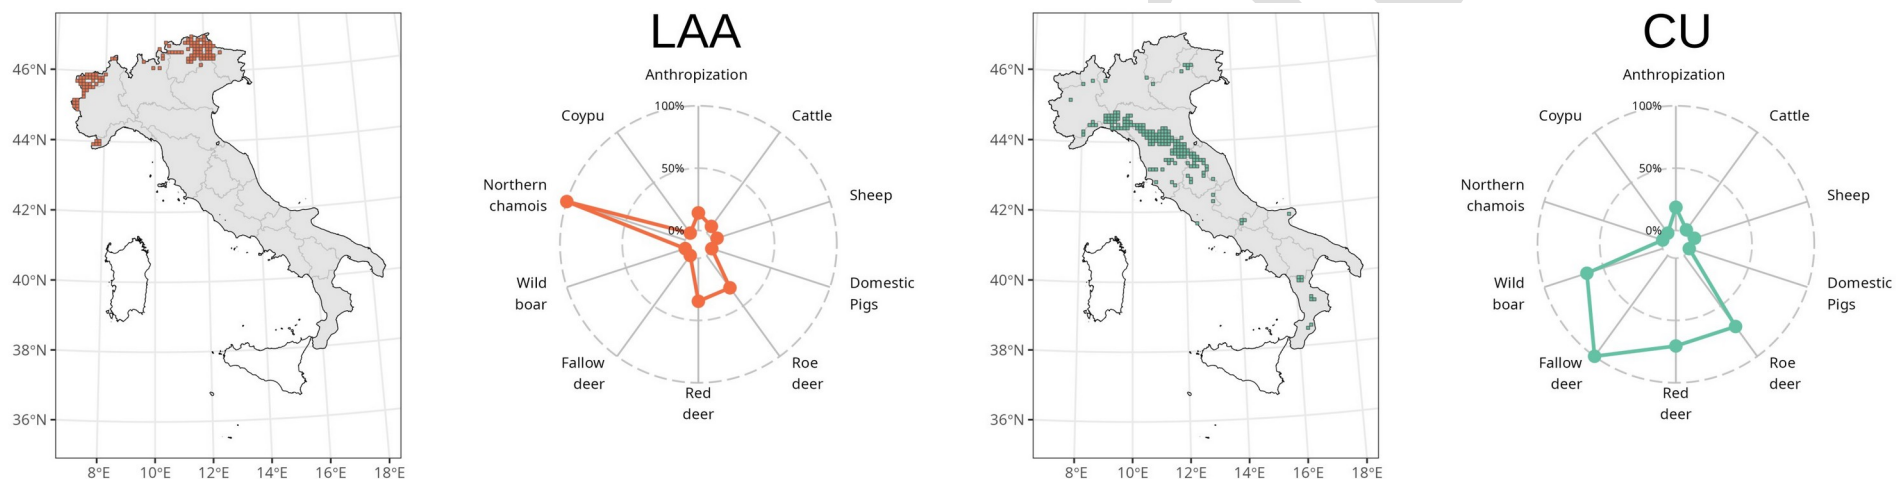 LAA
CU
Anthropization
Coypu
Cattle
100%
50%
0%
Northern
chamois
Sheep
Wild
boar
Domestic
Pigs
Fallow
deer
Roe
deer
Red
deer
46°N
44°N
42°N
40°N
38°N
36°N
8°E 10°E 12°E 14°E 16°E 18°E
Anthropization
Coypu
Cattle
100%
50%
0%
Northern
chamois
Sheep
Wild
boar
Domestic
Pigs
Fallow
deer
Roe
deer
Red
deer
46°N
44°N
42°N
40°N
38°N
36°N
8°E 10°E 12°E 14°E 16°E 18°E